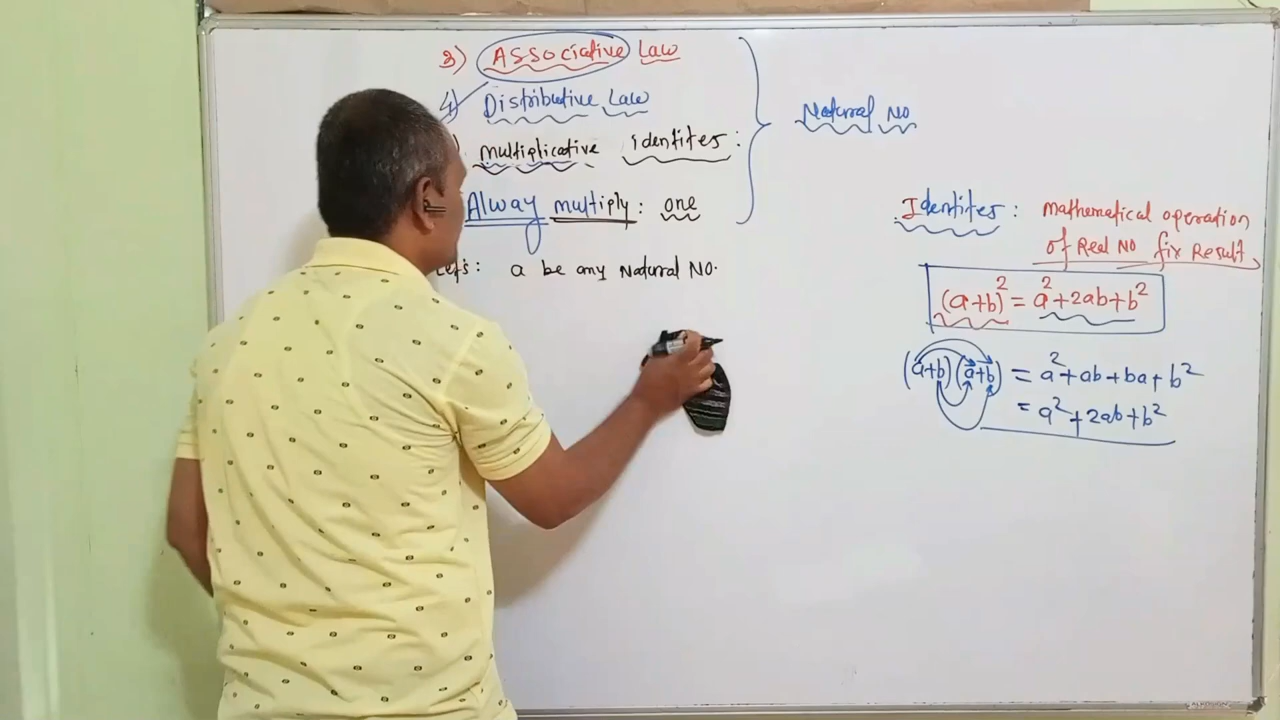 3) Associative Law
4) Distributive Law
) multiplicative identites:
Alway multiply: one
Let's: a be any Natural NO.
Natural NO
Identites: mathematical operation
of Real NO fix Result
(a+b)² = a²+2ab+b²
(a+b)(a+b) = a²+ab+ba+b²
= a²+2ab+b²